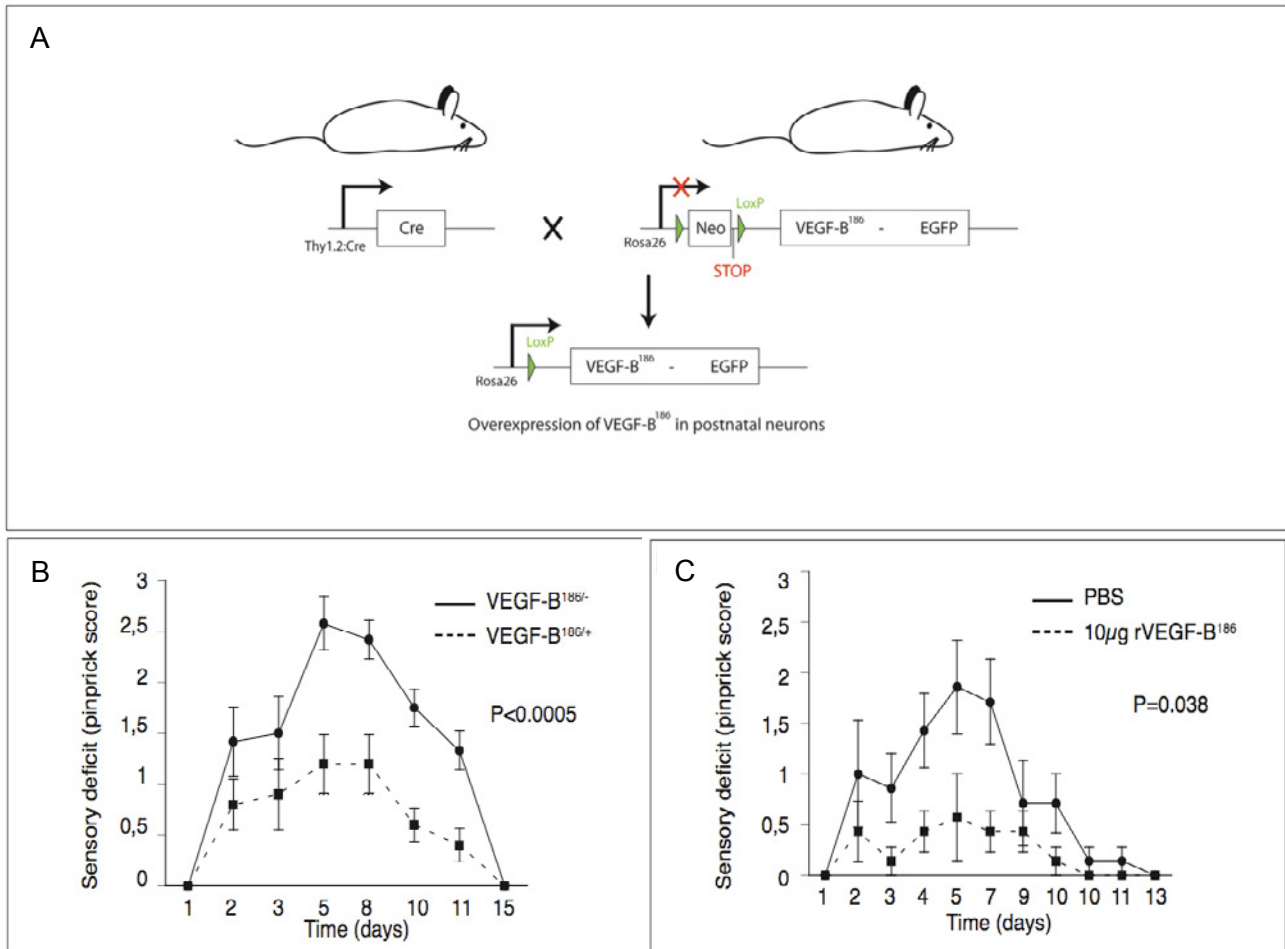 A
Thy1.2:Cre
Cre
X
Rosa26
Neo
LoxP
STOP
VEGF-B186 - EGFP
LoxP
Rosa26
VEGF-B186 - EGFP
Overexpression of VEGF-B186 in postnatal neurons
B
Sensory deficit (pinprick score)
3
2,5
2
1,5
1
0,5
0
VEGF-B186/-
VEGF-B186/+
P<0.0005
1 2 3 5 8 10 11 15
Time (days)
C
Sensory deficit (pinprick score)
3
2,5
2
1,5
1
0,5
0
PBS
10µg rVEGF-B186
P=0.038
1 2 3 4 5 7 9 10 10 11 13
Time (days)